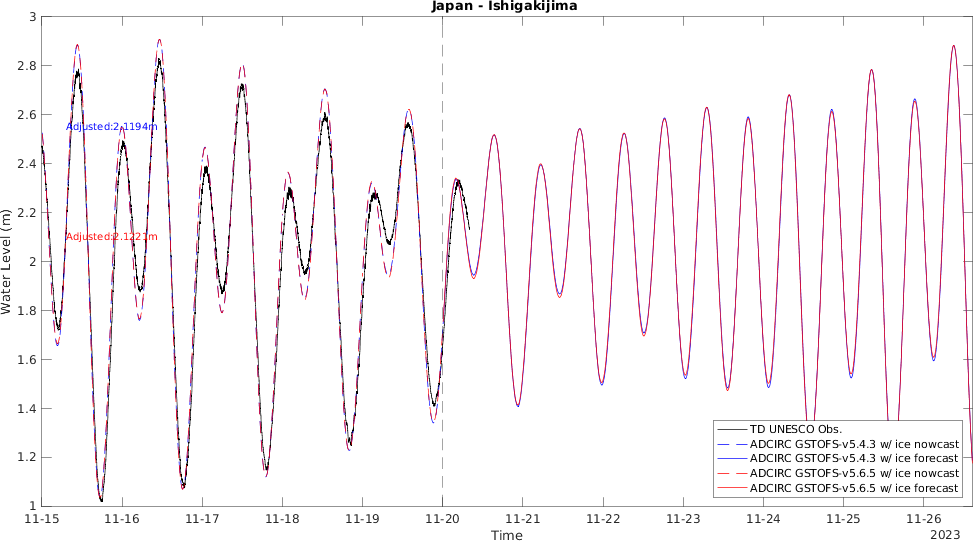 Japan - Ishigakijima
3
2.8
2.6
2.4
2.2
2
1.8
1.6
1.4
1.2
1
Water Level (m)
Adjusted:2.1194m
Adjusted:2.1221m
TD UNESCO Obs.
ADCIRC GSTOFS-v5.4.3 w/ ice nowcast
ADCIRC GSTOFS-v5.4.3 w/ ice forecast
ADCIRC GSTOFS-v5.6.5 w/ ice nowcast
ADCIRC GSTOFS-v5.6.5 w/ ice forecast
11-15 11-16 11-17 11-18 11-19 11-20 11-21 11-22 11-23 11-24 11-25 11-26
2023
Time